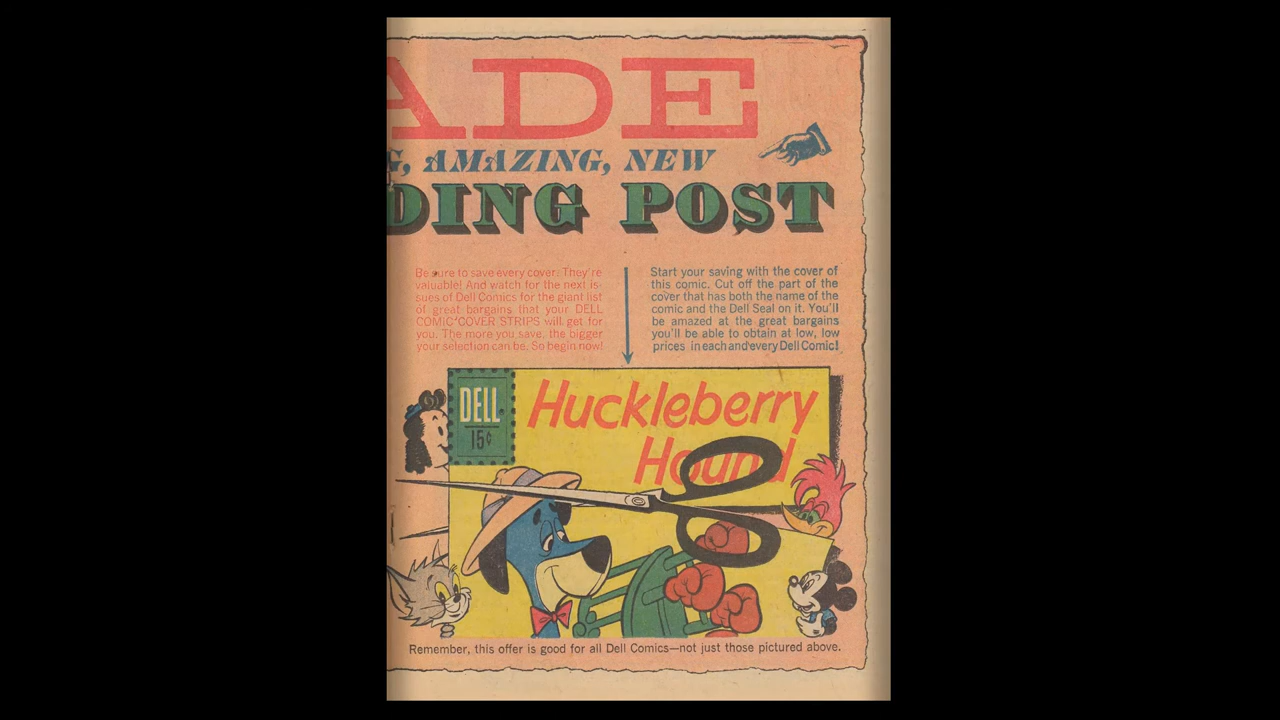 ADE
G, AMAZING, NEW
DING POST
Be sure to save every cover. They're
valuable! And watch for the next is-
sues of Dell Comics for the giant list
of great bargains that your DELL
COMIC COVER STRIPS will get for
you. The more you save, the bigger
your selection can be. So begin now!
Start your saving with the cover of
this comic. Cut off the part of the
cover that has both the name of the
comic and the Dell Seal on it. You'll
be amazed at the great bargains
you'll be able to obtain at low, low
prices in each and every Dell Comic!
DELL
15¢
Huckleberry
Hound
Remember, this offer is good for all Dell Comics—not just those pictured above.